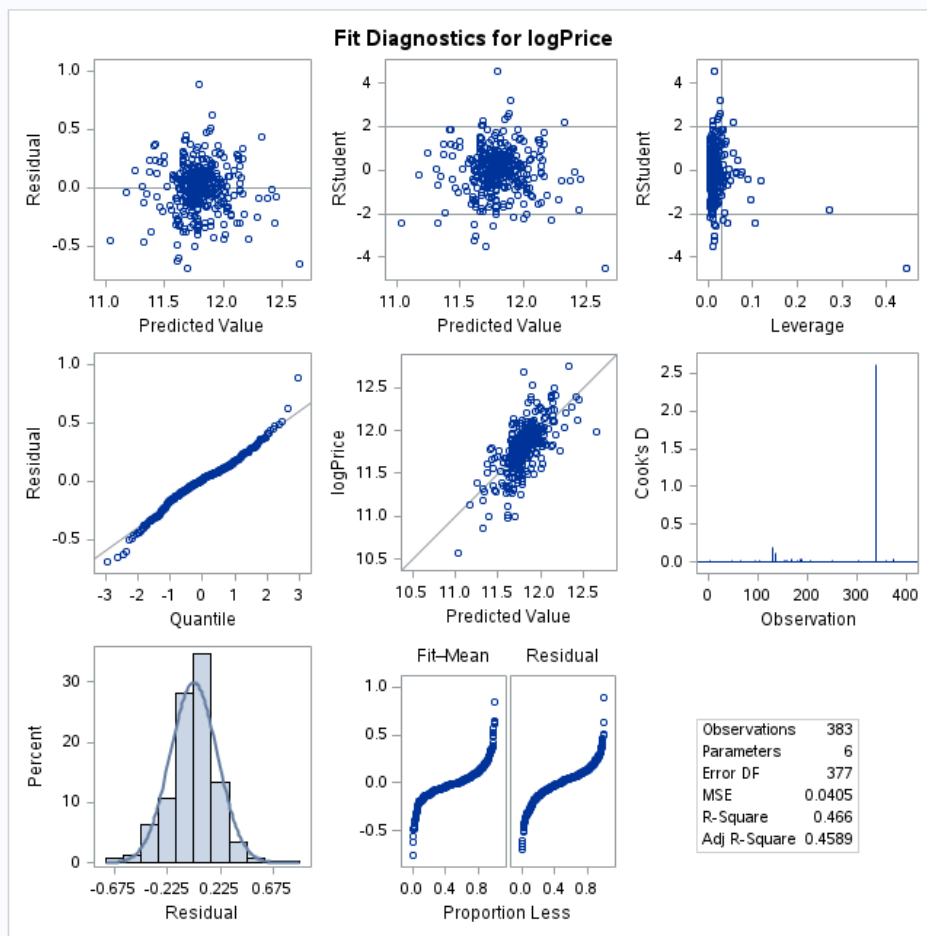 Fit Diagnostics for logPrice
1.0
0.5
0.0
-0.5
Residual
11.0 11.5 12.0 12.5
Predicted Value
4
2
0
-2
-4
RStudent
11.0 11.5 12.0 12.5
Predicted Value
4
2
0
-2
-4
RStudent
0.0 0.1 0.2 0.3 0.4
Leverage
1.0
0.5
0.0
-0.5
Residual
-3 -2 -1 0 1 2 3
Quantile
12.5
12.0
11.5
11.0
10.5
logPrice
10.5 11.0 11.5 12.0 12.5
Predicted Value
2.5
2.0
1.5
1.0
0.5
0.0
Cook's D
0 100 200 300 400
Observation
30
20
10
0
Percent
-0.675 -0.225 0.225 0.675
Residual
Fit–Mean Residual
1.0
0.5
0.0
-0.5
0.0 0.4 0.8 0.0 0.4 0.8
Proportion Less
Observations 383
Parameters 6
Error DF 377
MSE 0.0405
R-Square 0.466
Adj R-Square 0.4589